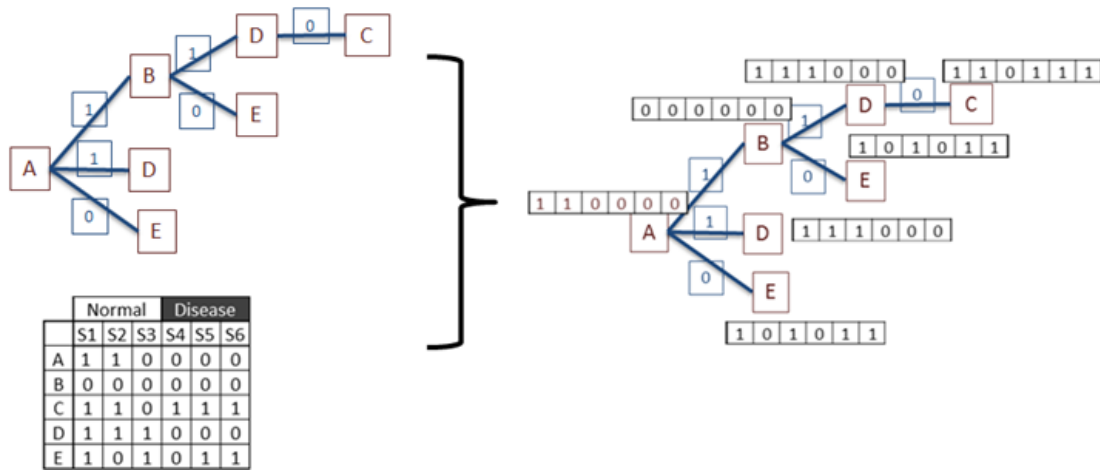 0
D C
1
B
0
E
1
1
A D
0
E
Normal Disease
S1 S2 S3 S4 S5 S6
A 1 1 0 0 0 0
B 0 0 0 0 0 0
C 1 1 0 1 1 1
D 1 1 1 0 0 0
E 1 0 1 0 1 1
1 1 1 0 0 0 1 1 0 1 1 1
0
D C
0 0 0 0 0 0
1
B
1 0 1 0 1 1
0
E
1
1 1 0 0 0 0
1
A D 1 1 1 0 0 0
0
E
1 0 1 0 1 1